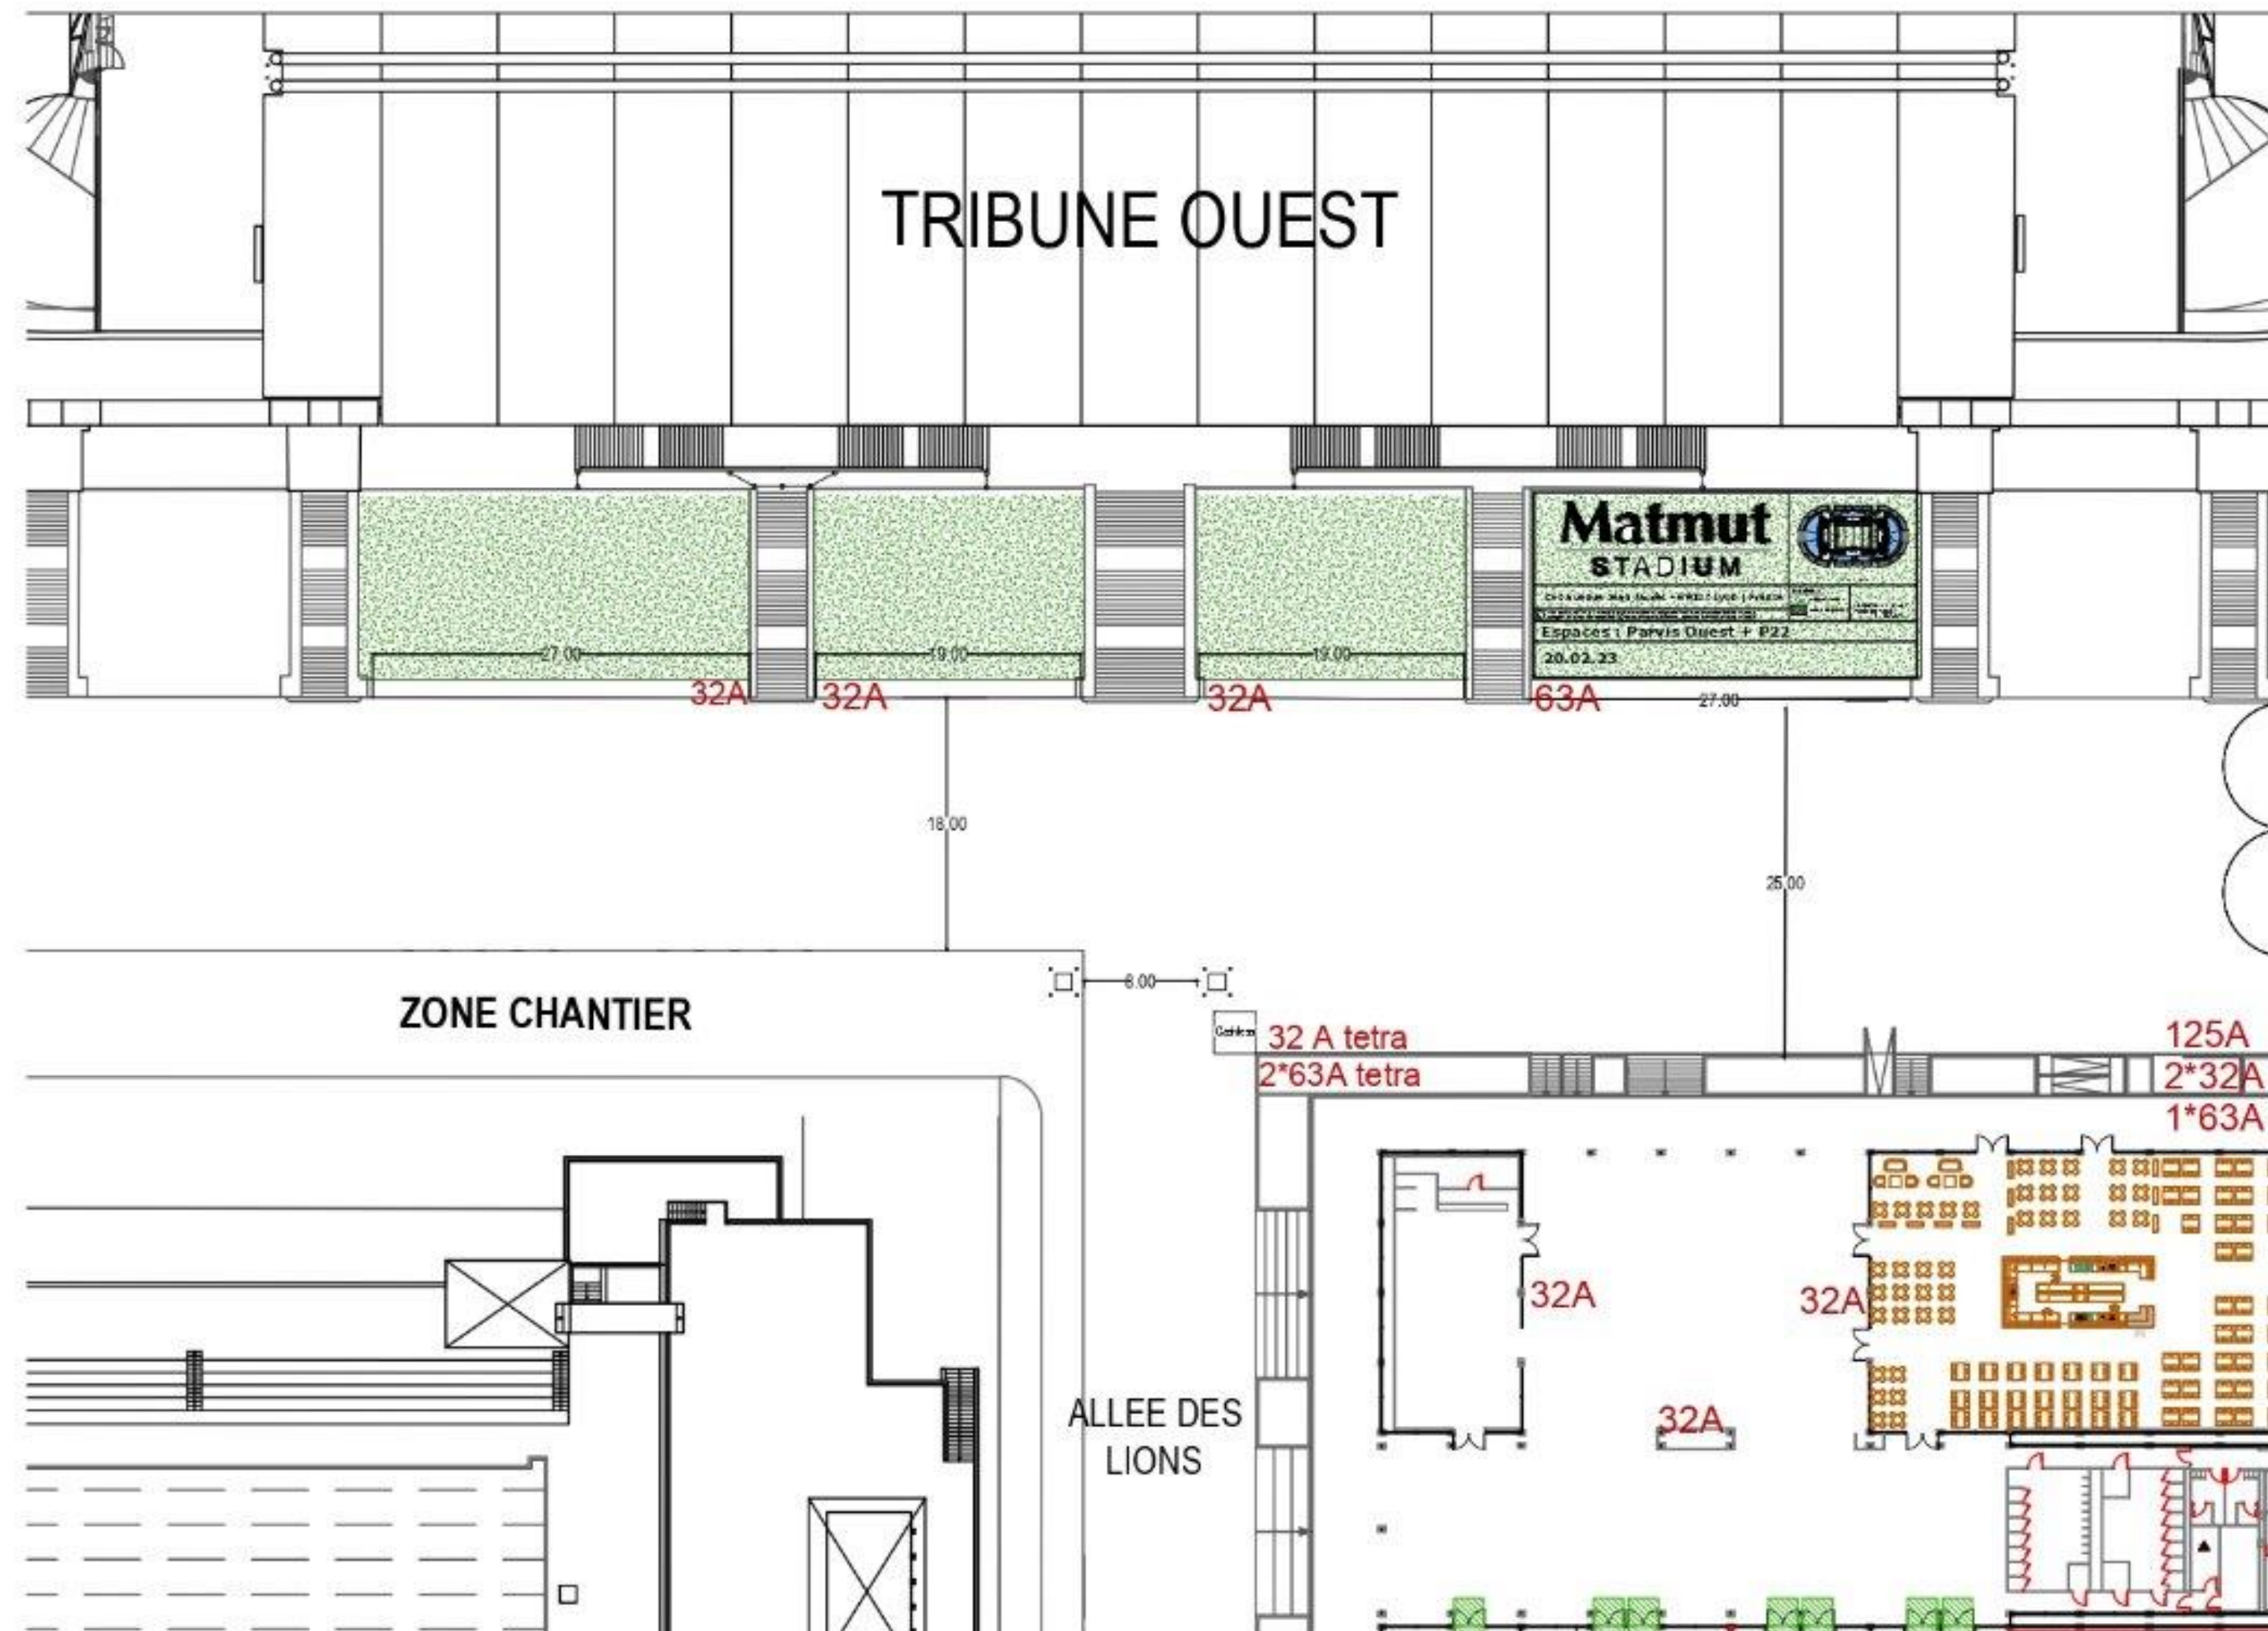 TRIBUNE OUEST
Matmut
STADIUM
Espaces : Parvis Ouest + P22
20.02.23
27.00
19.00
19.00
32A
32A
32A
63A
27.00
18.00
25.00
ZONE CHANTIER
6.00
32 A tetra
2*63A tetra
125A
2*32A
1*63A
32A
32A
32A
ALLEE DES
LIONS